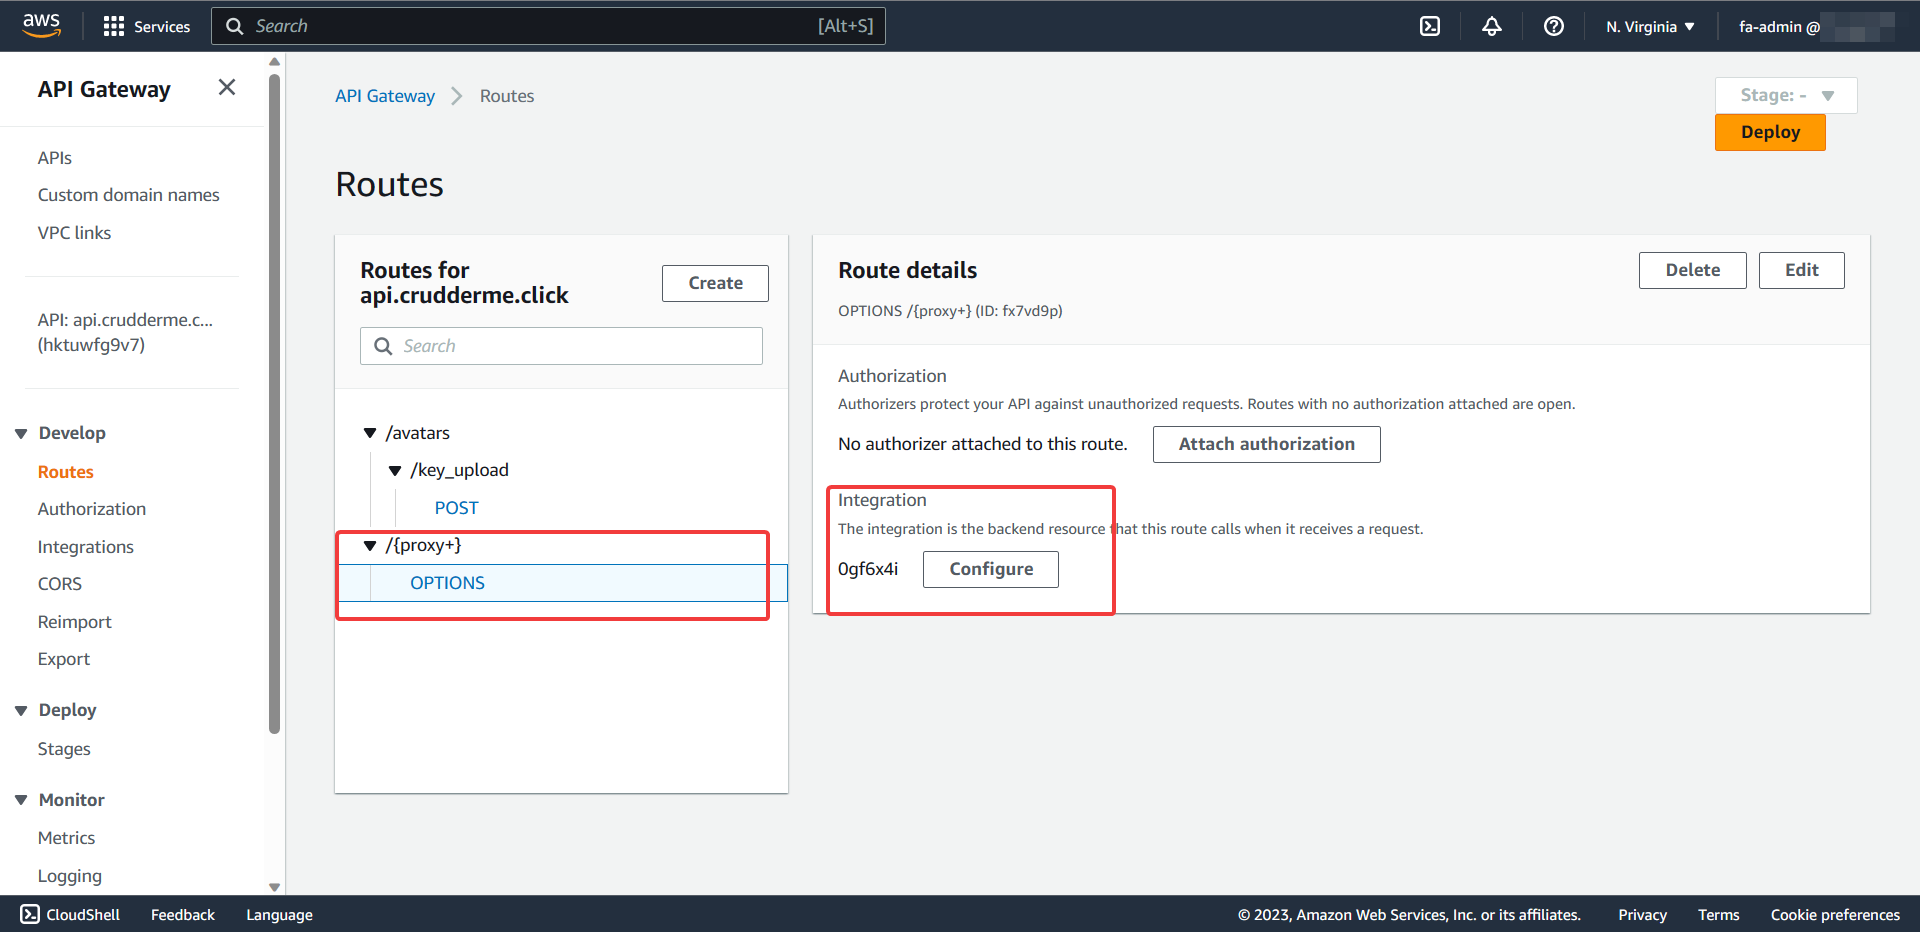 aws
Services
Search
[Alt+S]
N. Virginia
fa-admin @
API Gateway
APIs
Custom domain names
VPC links
API: api.crudderme.c...
(hktuwfg9v7)
Develop
Routes
Authorization
Integrations
CORS
Reimport
Export
Deploy
Stages
Monitor
Metrics
Logging
API Gateway
Routes
Stage: -
Deploy
Routes
Routes for
api.crudderme.click
Create
Search
/avatars
/key_upload
POST
/{proxy+}
OPTIONS
Route details
Delete
Edit
OPTIONS /{proxy+} (ID: fx7vd9p)
Authorization
Authorizers protect your API against unauthorized requests. Routes with no authorization attached are open.
No authorizer attached to this route.
Attach authorization
Integration
The integration is the backend resource that this route calls when it receives a request.
0gf6x4i
Configure
CloudShell
Feedback
Language
© 2023, Amazon Web Services, Inc. or its affiliates.
Privacy
Terms
Cookie preferences